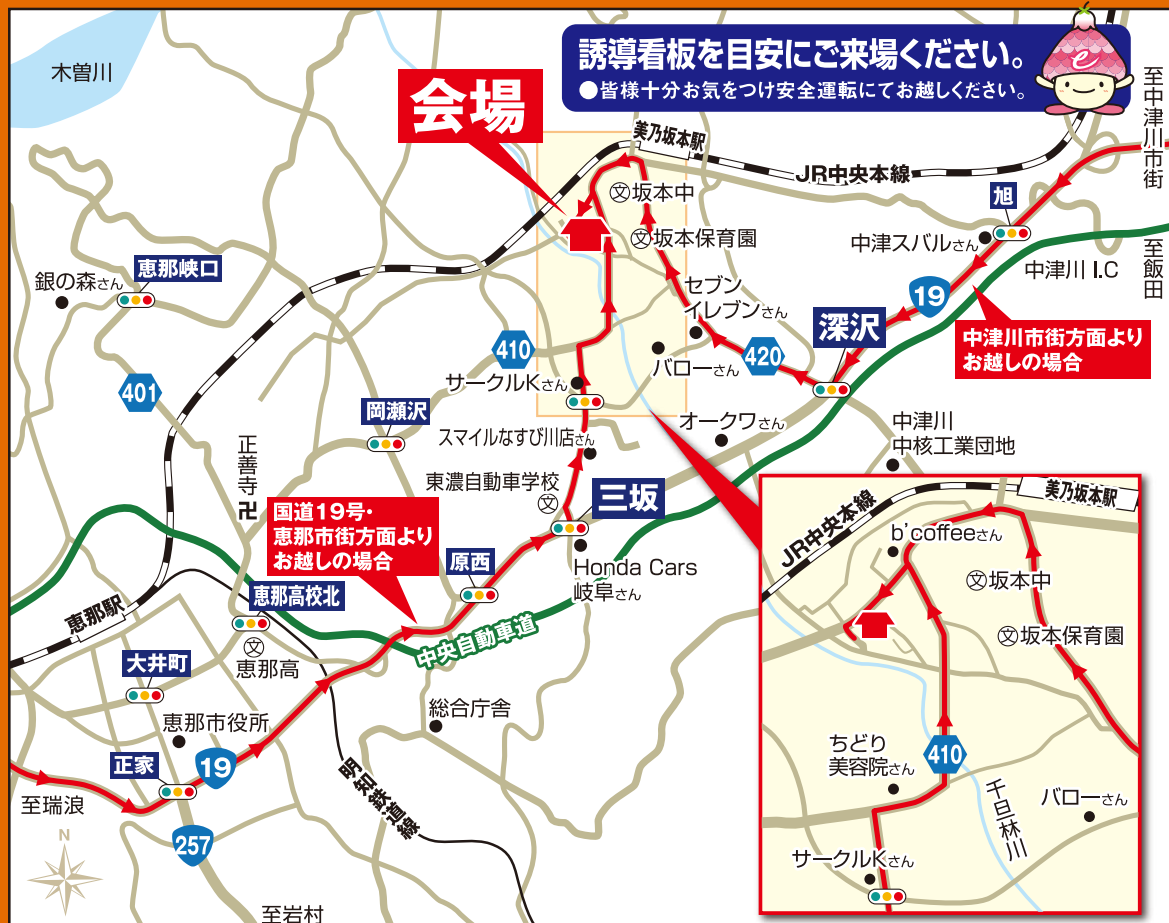 誘導看板を目安にご来場ください。
●皆様十分お気をつけ安全運転にてお越しください。
e
木曽川
会場
美乃坂本駅
JR中央本線
至中津川市街
文坂本中
旭
文坂本保育園
中津スバルさん
至飯田
中津川 I.C
銀の森さん
恵那峡口
セブン
イレブンさん
19
深沢
中津川市街方面より
お越しの場合
410
420
バローさん
401
サークルKさん
岡瀬沢
オークワさん
中津川
中核工業団地
スマイルなすび川店さん
正善寺
卍
東濃自動車学校
文
三坂
国道19号・
恵那市街方面より
お越しの場合
原西
Honda Cars
岐阜さん
恵那駅
恵那高校北
文
恵那高
中央自動車道
大井町
総合庁舎
恵那市役所
19
正家
至瑞浪
明知鉄道線
257
N
至岩村
美乃坂本駅
JR中央本線
b'coffeeさん
文坂本中
文坂本保育園
ちどり
美容院さん
410
千旦林川
バローさん
サークルKさん